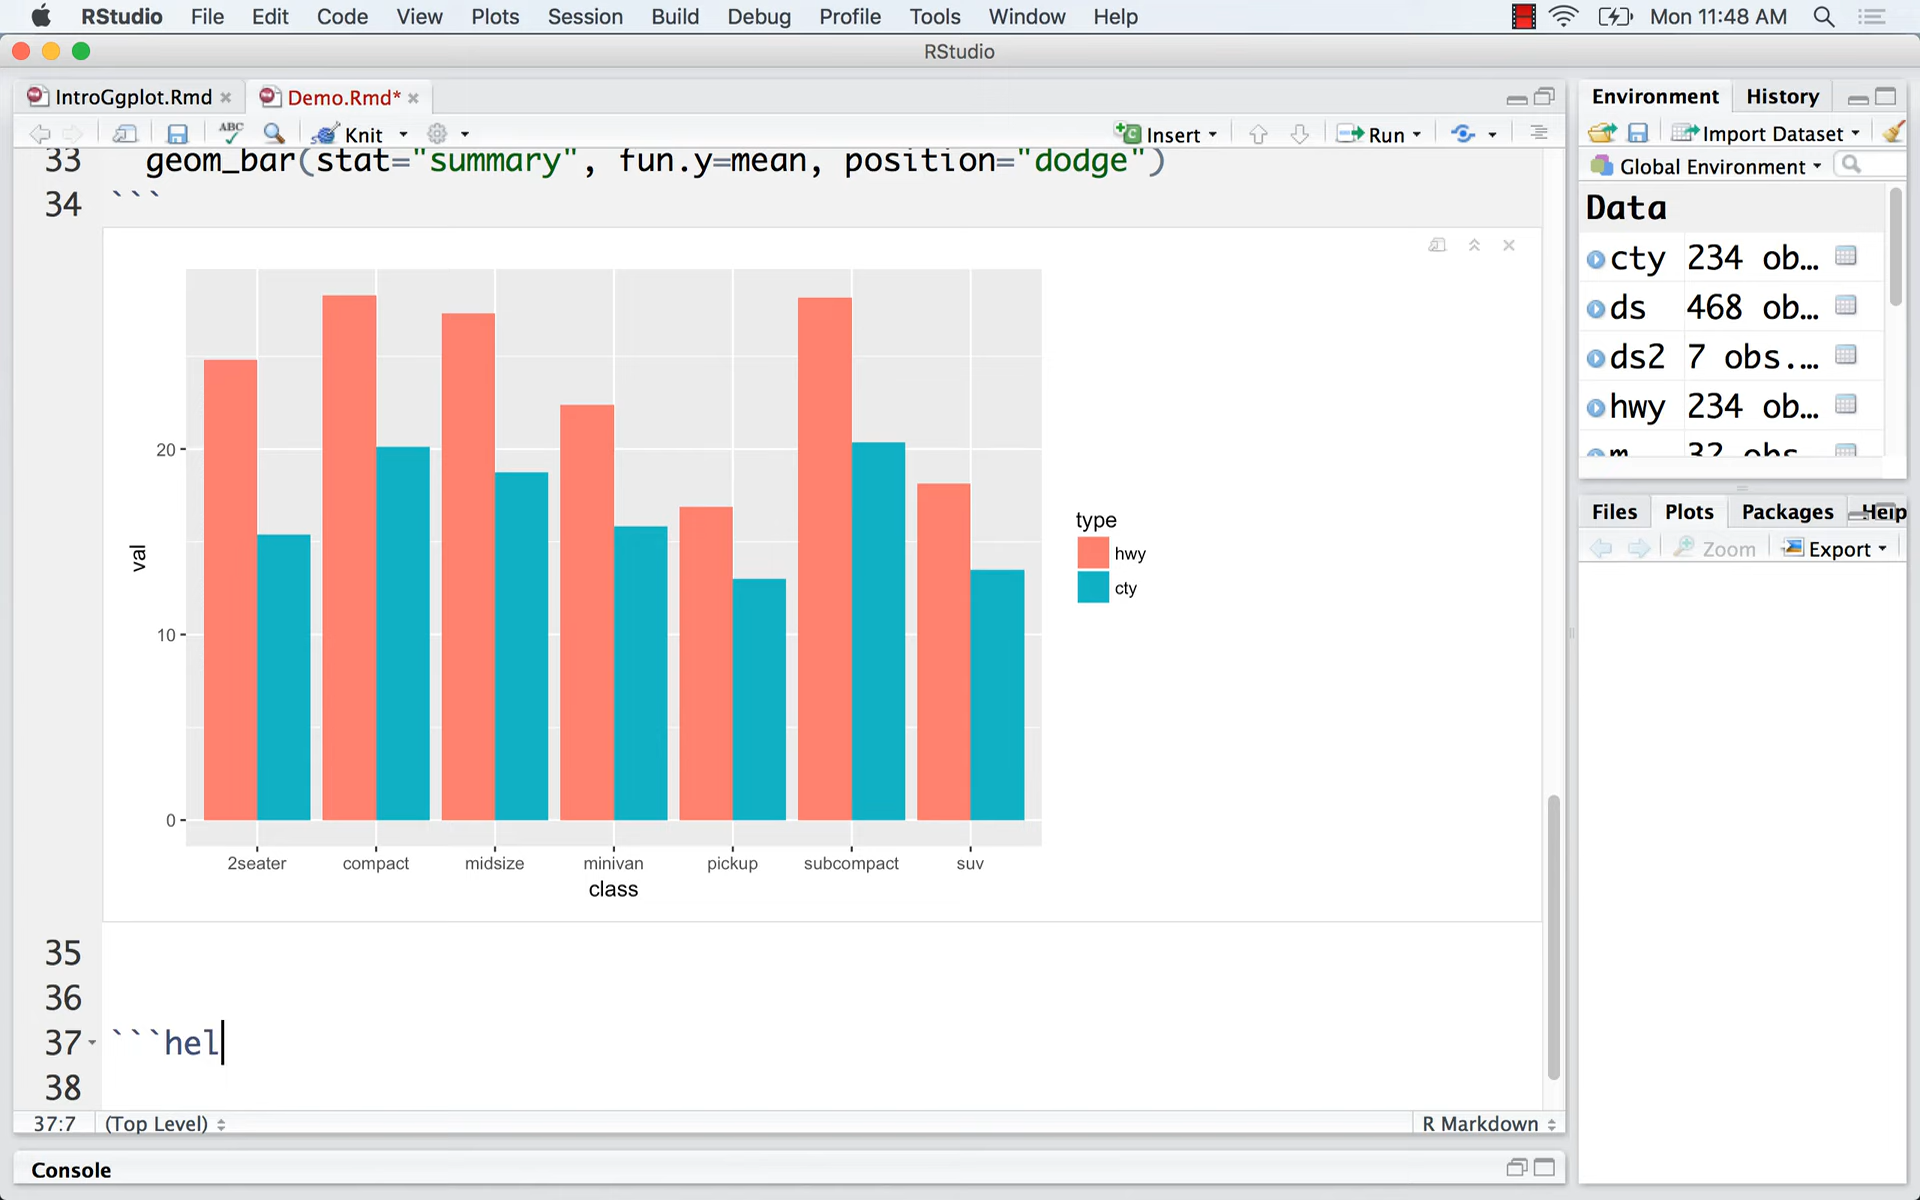 RStudio File Edit Code View Plots Session Build Debug Profile Tools Window Help Mon 11:48 AM
RStudio
IntroGgplot.Rmd Demo.Rmd*
ABC Knit Insert Run
33 geom_bar(stat="summary", fun.y=mean, position="dodge")
34 ```
val
20
10
0
2seater compact midsize minivan pickup subcompact suv
class
type
hwy
cty
35
36
37 ```hel
38
37:7 (Top Level) R Markdown
Console
Environment History
Import Dataset
Global Environment
Data
cty 234 ob...
ds 468 ob...
ds2 7 obs....
hwy 234 ob...
m 32 obs
Files Plots Packages Help
Zoom Export